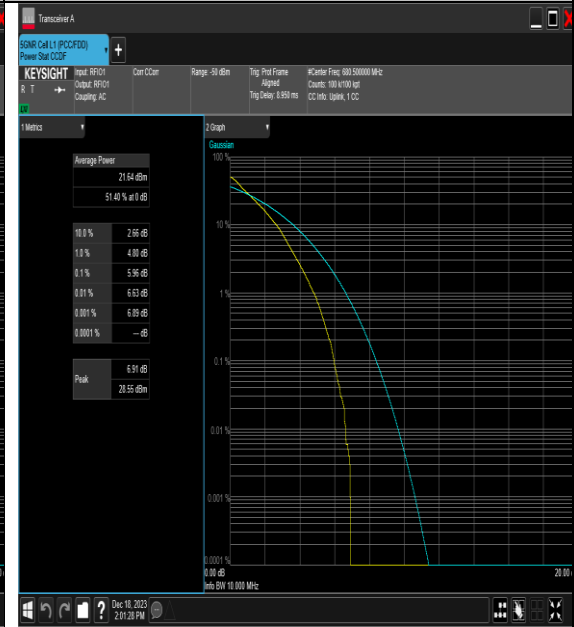 Transceiver A
5GNR Cell L1 (PCC/FDD)
Power Stat CCDF
+
KEYSIGHT
R T
LXI
Input: RFIO1
Output: RFIO1
Coupling: AC
Corr CCorr
Range: -50 dBm
Trig: Prot Frame
Aligned
Trig Delay: 8.950 ms
#Center Freq: 680.500000 MHz
Counts: 100 k/100 kpt
CC Info: Uplink, 1 CC
1 Metrics
Average Power
21.64 dBm
51.40 % at 0 dB
10.0 % 2.66 dB
1.0 % 4.80 dB
0.1 % 5.96 dB
0.01 % 6.63 dB
0.001 % 6.89 dB
0.0001 % --- dB
Peak 6.91 dB
28.55 dBm
2 Graph
Gaussian
100 %
10 %
1 %
0.1 %
0.01 %
0.001 %
0.0001 %
0.00 dB
20.00
Info BW 10.000 MHz
?
Dec 18, 2023
2:01:28 PM